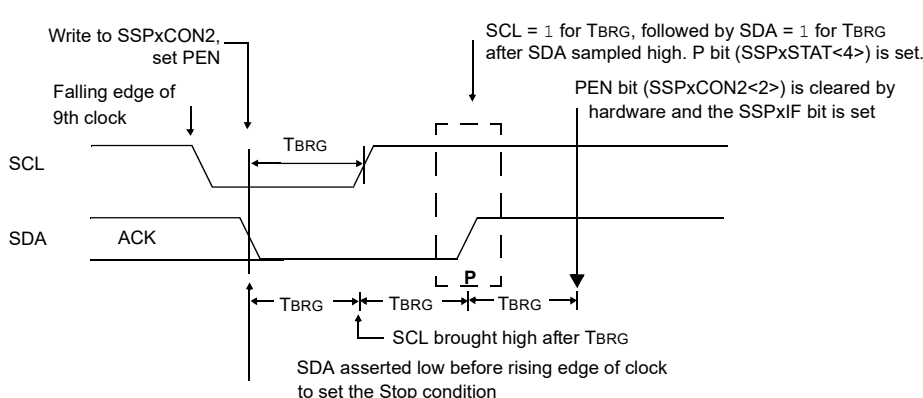 Write to SSPxCON2,
set PEN
SCL = 1 for TBRG, followed by SDA = 1 for TBRG
after SDA sampled high. P bit (SSPxSTAT<4>) is set.
Falling edge of
9th clock
PEN bit (SSPxCON2<2>) is cleared by
hardware and the SSPxIF bit is set
TBRG
SCL
SDA
ACK
P
TBRG
TBRG
TBRG
SCL brought high after TBRG
SDA asserted low before rising edge of clock
to set the Stop condition